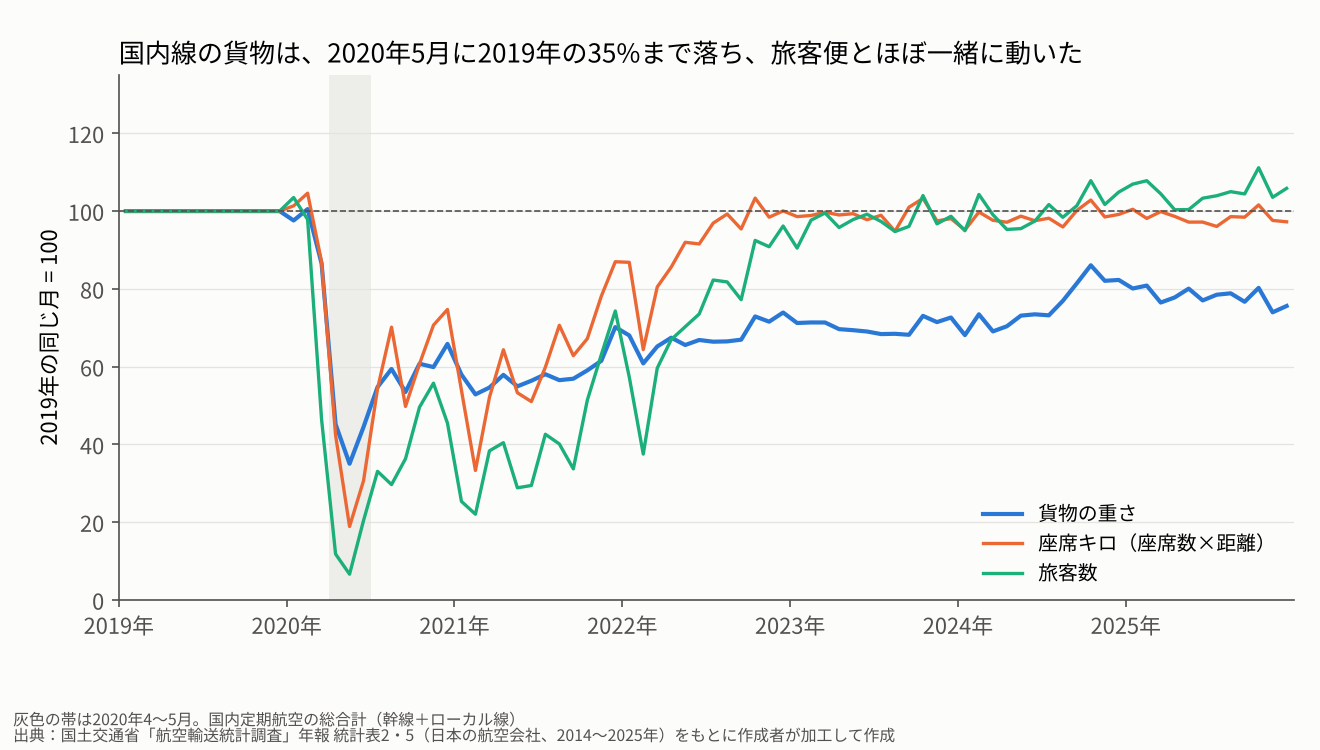 国内線の貨物は、2020年5月に2019年の35%まで落ち、旅客便とほぼ一緒に動いた
2019年の同じ月 = 100
120
100
80
60
40
20
0
2019年
2020年
2021年
2022年
2023年
2024年
2025年
貨物の重さ
座席キロ（座席数×距離）
旅客数
灰色の帯は2020年4〜5月。国内定期航空の総合計（幹線＋ローカル線）
出典：国土交通省「航空輸送統計調査」年報 統計表2・5（日本の航空会社、2014〜2025年）をもとに作成者が加工して作成